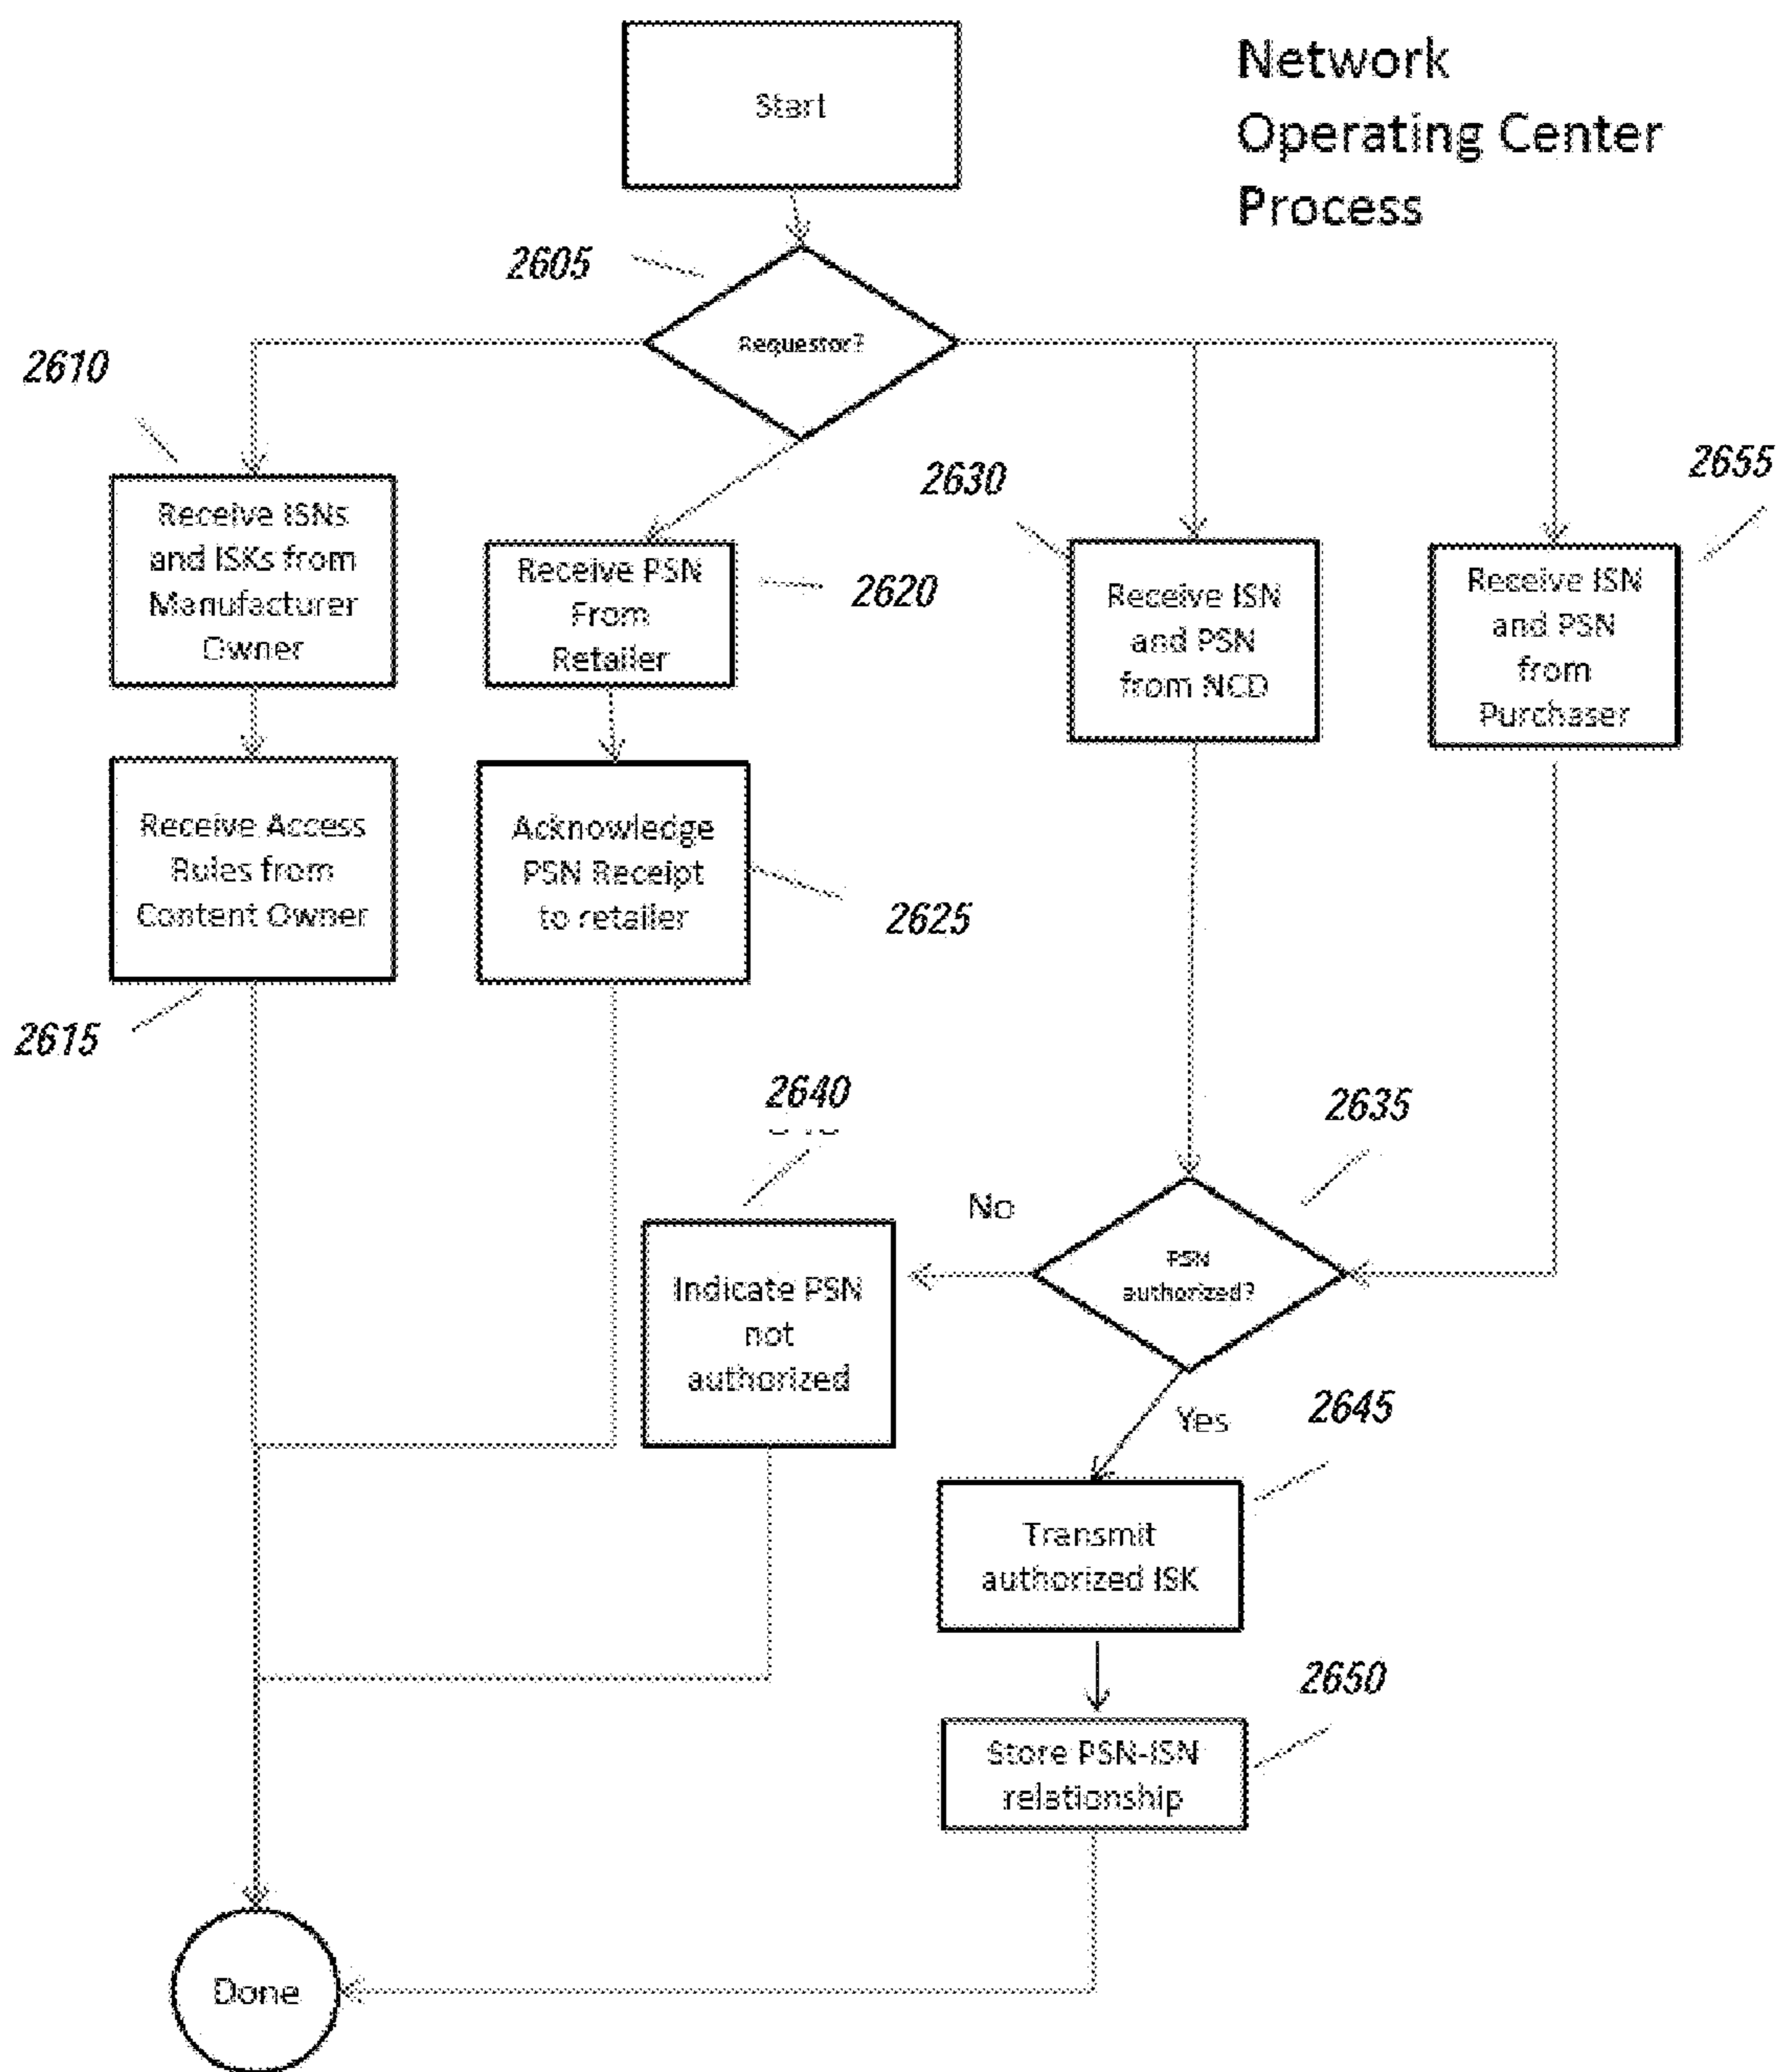 Start
Network
Operating Center
Process
2605
Requestor?
2610
2630
2655
Receive ISNs
and ISKs from
Manufacturer
Owner
Receive PSN
From
Retailer
2620
Receive ISN
and PSN
from NCD
Receive ISN
and PSN
from
Purchaser
Receive Access
Rules from
Content Owner
Acknowledge
PSN Receipt
to retailer
2625
2615
2640
2635
No
PSN
authorized?
Indicate PSN
not
authorized
Yes
2645
Transmit
authorized ISK
2650
Store PSN-ISN
relationship
Done